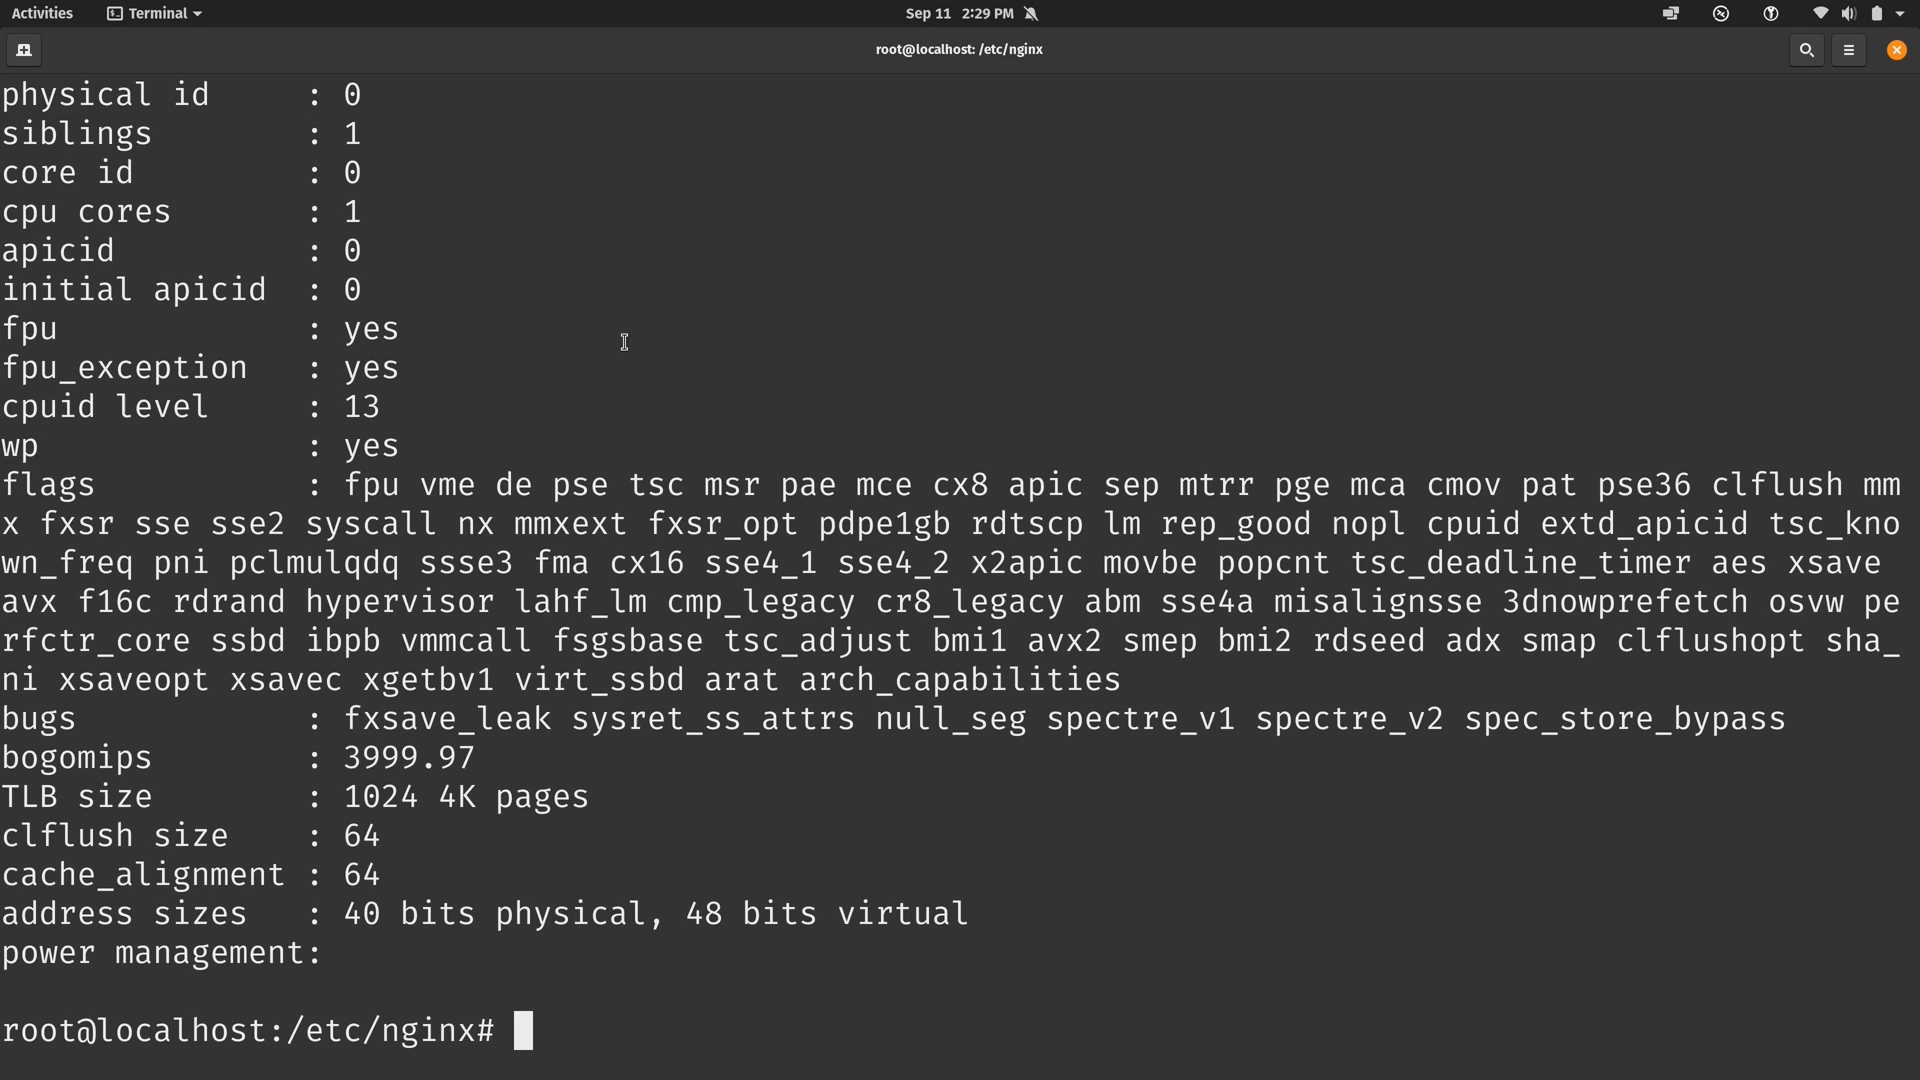 Activities Terminal Sep 11 2:29 PM
root@localhost: /etc/nginx
physical id : 0
siblings : 1
core id : 0
cpu cores : 1
apicid : 0
initial apicid : 0
fpu : yes
fpu_exception : yes
cpuid level : 13
wp : yes
flags : fpu vme de pse tsc msr pae mce cx8 apic sep mtrr pge mca cmov pat pse36 clflush mm
x fxsr sse sse2 syscall nx mmxext fxsr_opt pdpe1gb rdtscp lm rep_good nopl cpuid extd_apicid tsc_kno
wn_freq pni pclmulqdq ssse3 fma cx16 sse4_1 sse4_2 x2apic movbe popcnt tsc_deadline_timer aes xsave
avx f16c rdrand hypervisor lahf_lm cmp_legacy cr8_legacy abm sse4a misalignsse 3dnowprefetch osvw pe
rfctr_core ssbd ibpb vmmcall fsgsbase tsc_adjust bmi1 avx2 smep bmi2 rdseed adx smap clflushopt sha_
ni xsaveopt xsavec xgetbv1 virt_ssbd arat arch_capabilities
bugs : fxsave_leak sysret_ss_attrs null_seg spectre_v1 spectre_v2 spec_store_bypass
bogomips : 3999.97
TLB size : 1024 4K pages
clflush size : 64
cache_alignment : 64
address sizes : 40 bits physical, 48 bits virtual
power management:
root@localhost:/etc/nginx#